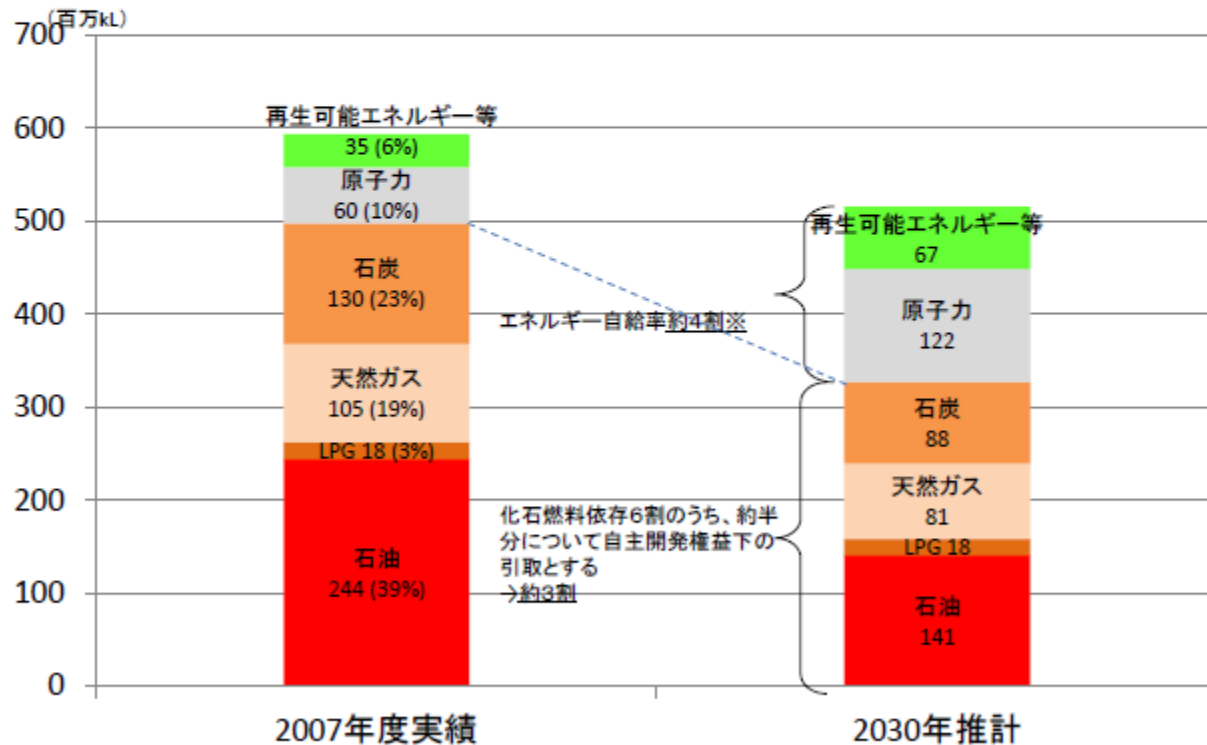 （百万kL）
700
600
500
400
300
200
100
0
再生可能エネルギー等
35 (6%)
原子力
60 (10%)
石炭
130 (23%)
天然ガス
105 (19%)
LPG 18 (3%)
石油
244 (39%)
2007年度実績
エネルギー自給率約4割※
化石燃料依存6割のうち、約半
分について自主開発権益下の
引取とする
→約3割
再生可能エネルギー等
67
原子力
122
石炭
88
天然ガス
81
LPG 18
石油
141
2030年推計